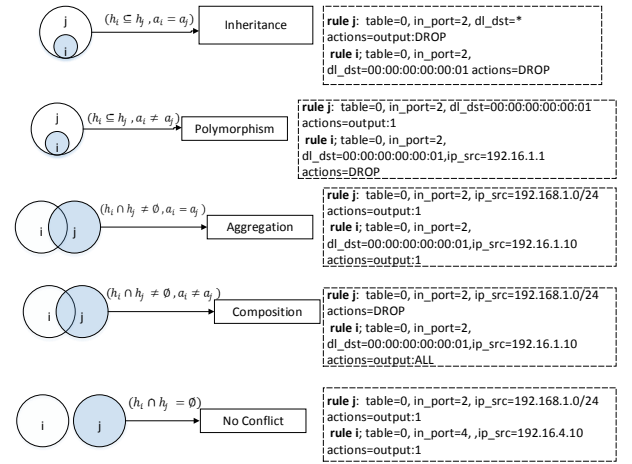 j
i
(hᵢ ⊆ hⱼ , aᵢ = aⱼ)
Inheritance
rule j: table=0, in_port=2, dl_dst=*
actions=output:DROP
rule i; table=0, in_port=2,
dl_dst=00:00:00:00:00:01 actions=DROP
j
i
(hᵢ ⊆ hⱼ , aᵢ ≠ aⱼ)
Polymorphism
rule j: table=0, in_port=2, dl_dst=00:00:00:00:00:01
actions=output:1
rule i; table=0, in_port=2,
dl_dst=00:00:00:00:00:01,ip_src=192.16.1.1
actions=DROP
i
j
(hᵢ ∩ hⱼ ≠ ∅ , aᵢ = aⱼ)
Aggregation
rule j: table=0, in_port=2, ip_src=192.168.1.0/24
actions=output:1
rule i; table=0, in_port=2,
dl_dst=00:00:00:00:00:01,ip_src=192.16.1.10
actions=output:1
i
j
(hᵢ ∩ hⱼ ≠ ∅ , aᵢ ≠ aⱼ)
Composition
rule j: table=0, in_port=2, ip_src=192.168.1.0/24
actions=DROP
rule i; table=0, in_port=2,
dl_dst=00:00:00:00:00:01,ip_src=192.16.1.10
actions=output:ALL
i
j
(hᵢ ∩ hⱼ = ∅)
No Conflict
rule j: table=0, in_port=2, ip_src=192.168.1.0/24
actions=output:1
rule i; table=0, in_port=4, ,ip_src=192.16.4.10
actions=output:1